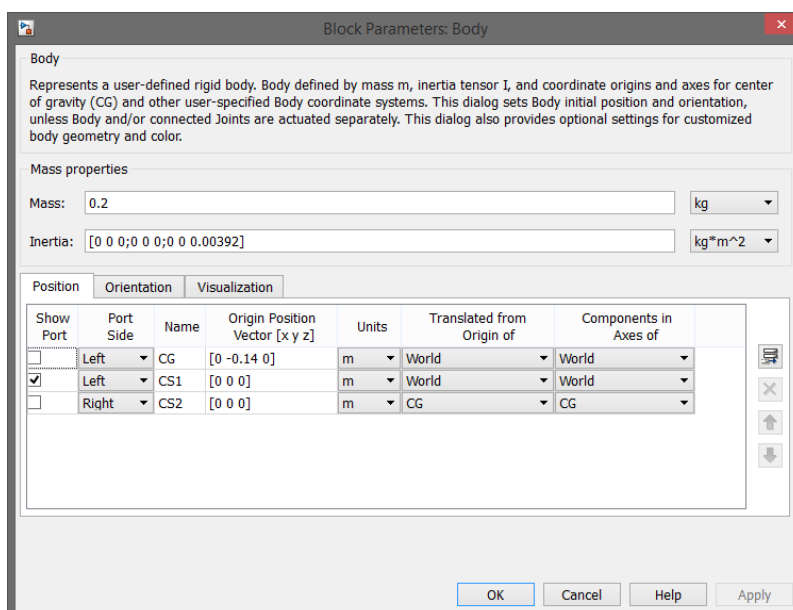 Block Parameters: Body
Body
Represents a user-defined rigid body. Body defined by mass m, inertia tensor I, and coordinate origins and axes for center
of gravity (CG) and other user-specified Body coordinate systems. This dialog sets Body initial position and orientation,
unless Body and/or connected Joints are actuated separately. This dialog also provides optional settings for customized
body geometry and color.
Mass properties
Mass: 0.2 kg
Inertia: [0 0 0;0 0 0;0 0 0.00392] kg*m^2
Position Orientation Visualization
Show Port Origin Position Translated from Components in
Port Side Name Vector [x y z] Units Origin of Axes of
Left CG [0 -0.14 0] m World World
Left CS1 [0 0 0] m World World
Right CS2 [0 0 0] m CG CG
OK Cancel Help Apply